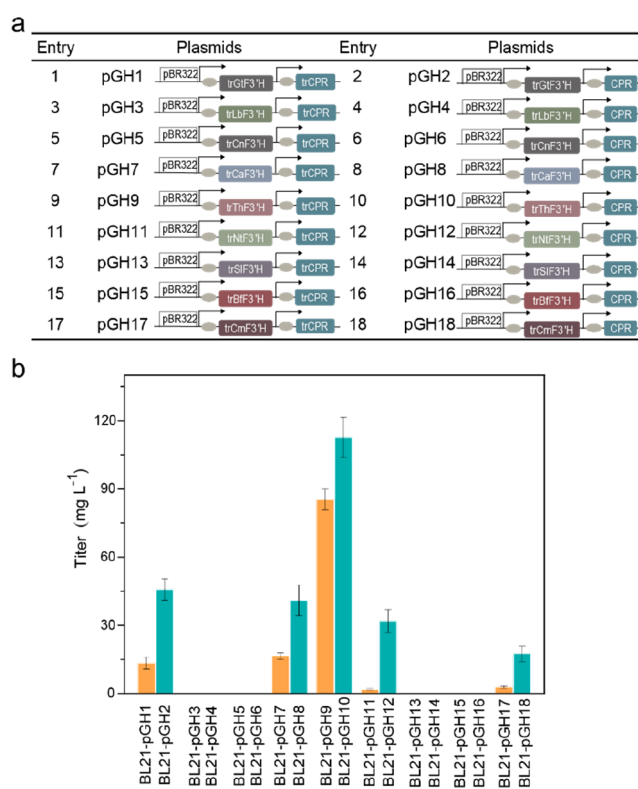 a
Entry Plasmids Entry Plasmids
1 pGH1 pBR322 trGtF3'H trCPR 2 pGH2 pBR322 trGtF3'H CPR
3 pGH3 pBR322 trLbF3'H trCPR 4 pGH4 pBR322 trLbF3'H CPR
5 pGH5 pBR322 trCnF3'H trCPR 6 pGH6 pBR322 trCnF3'H CPR
7 pGH7 pBR322 trCaF3'H trCPR 8 pGH8 pBR322 trCaF3'H CPR
9 pGH9 pBR322 trThF3'H trCPR 10 pGH10 pBR322 trThF3'H CPR
11 pGH11 pBR322 trNtF3'H trCPR 12 pGH12 pBR322 trNtF3'H CPR
13 pGH13 pBR322 trSlF3'H trCPR 14 pGH14 pBR322 trSlF3'H CPR
15 pGH15 pBR322 trBfF3'H trCPR 16 pGH16 pBR322 trBfF3'H CPR
17 pGH17 pBR322 trCmF3'H trCPR 18 pGH18 pBR322 trCmF3'H CPR
b
Titer (mg L⁻¹)
120
90
60
30
0
BL21-pGH1
BL21-pGH2
BL21-pGH3
BL21-pGH4
BL21-pGH5
BL21-pGH6
BL21-pGH7
BL21-pGH8
BL21-pGH9
BL21-pGH10
BL21-pGH11
BL21-pGH12
BL21-pGH13
BL21-pGH14
BL21-pGH15
BL21-pGH16
BL21-pGH17
BL21-pGH18